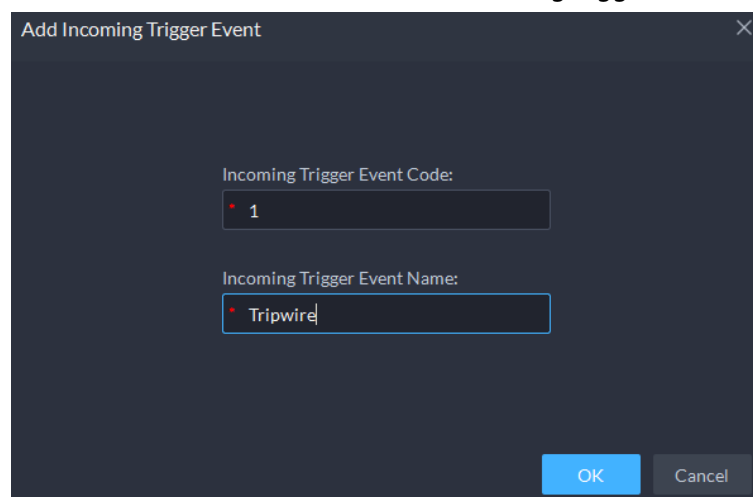 Add Incoming Trigger Event
Incoming Trigger Event Code:
* 1
Incoming Trigger Event Name:
* Tripwire
OK Cancel